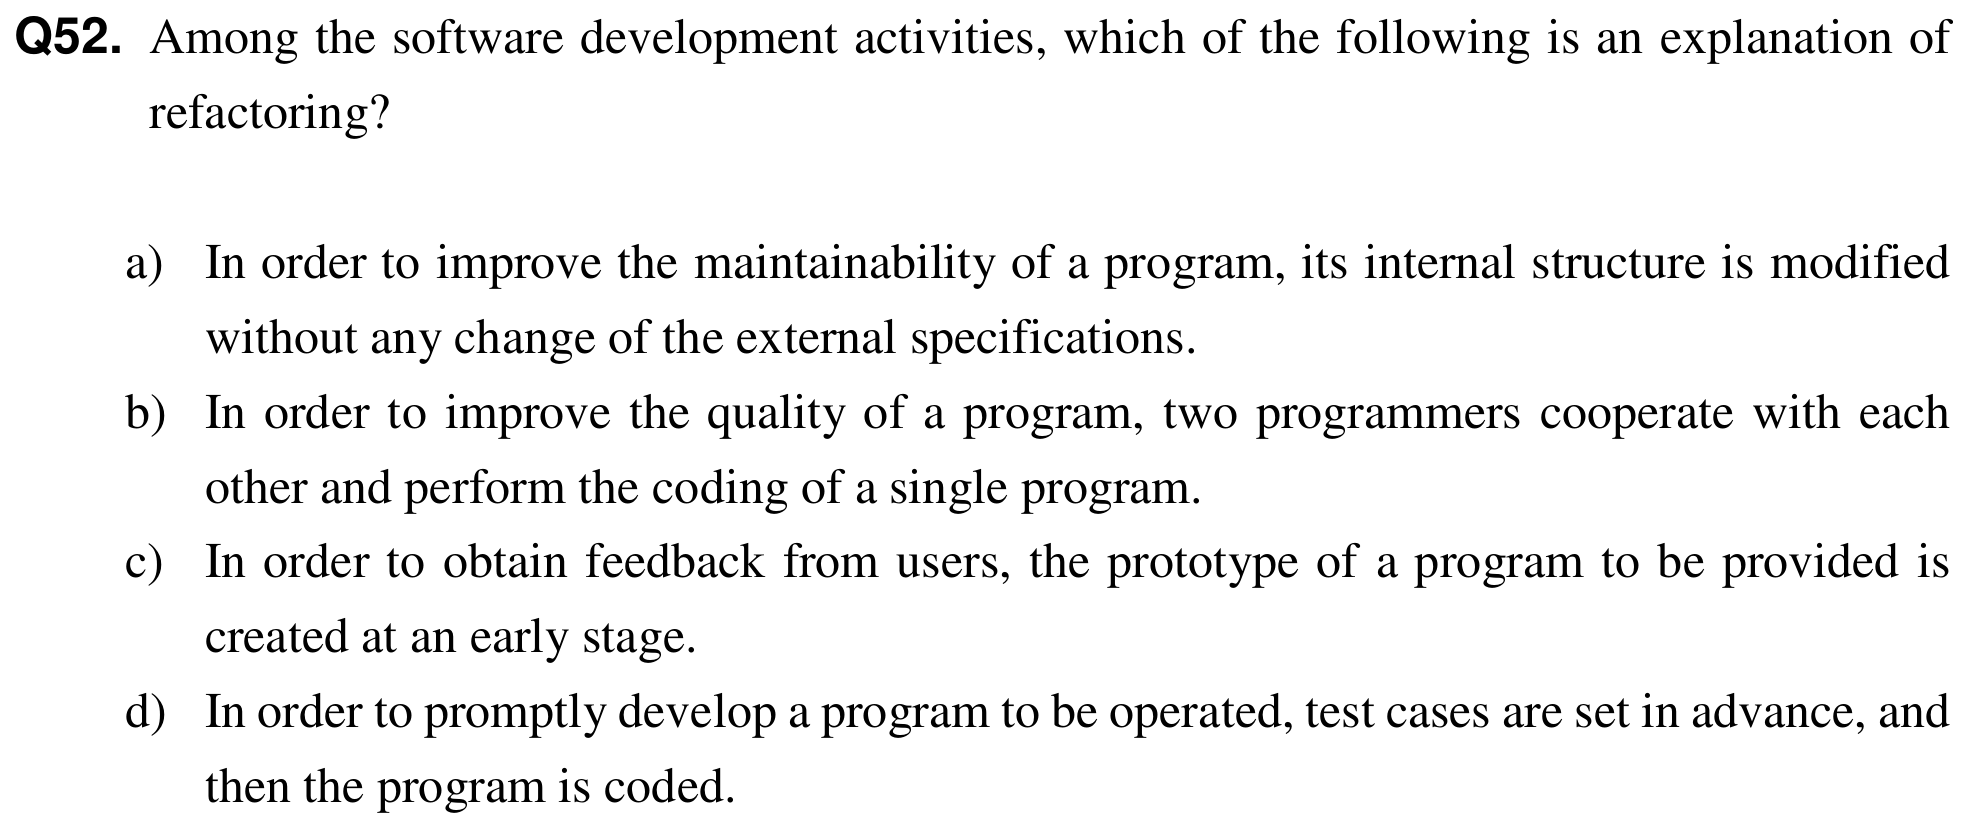 Q52. Among the software development activities, which of the following is an explanation of
refactoring?
a) In order to improve the maintainability of a program, its internal structure is modified
without any change of the external specifications.
b) In order to improve the quality of a program, two programmers cooperate with each
other and perform the coding of a single program.
c) In order to obtain feedback from users, the prototype of a program to be provided is
created at an early stage.
d) In order to promptly develop a program to be operated, test cases are set in advance, and
then the program is coded.